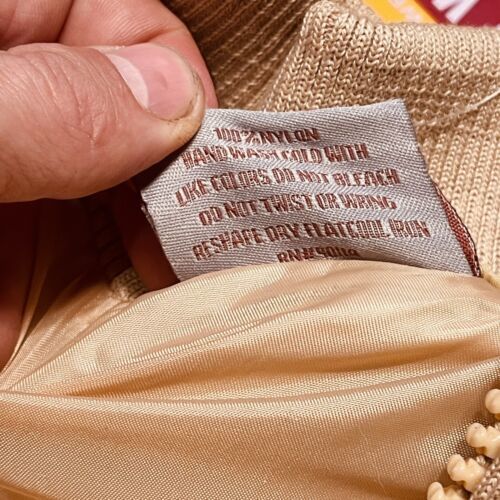 100% NYLON
HAND WASH COLD WITH
LIKE COLORS DO NOT BLEACH
DO NOT TWIST OR WRING
RESHAPE DRY FLAT COOL IRON